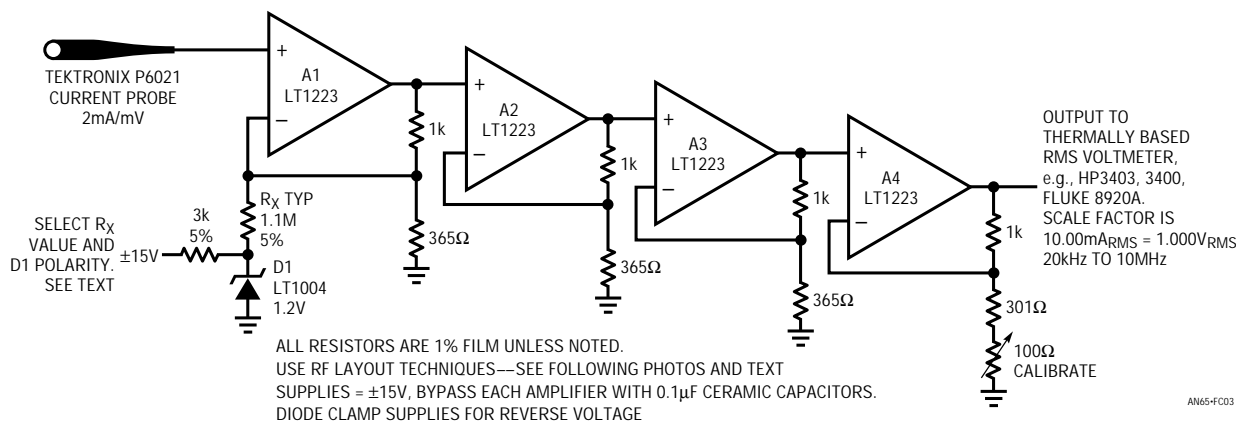 TEKTRONIX P6021
CURRENT PROBE
2mA/mV
+
A1
LT1223
–
1k
RX TYP
1.1M
5%
365Ω
SELECT RX
VALUE AND
D1 POLARITY.
SEE TEXT
±15V
3k
5%
D1
LT1004
1.2V
+
A2
LT1223
–
1k
365Ω
+
A3
LT1223
–
1k
365Ω
+
A4
LT1223
–
1k
301Ω
100Ω
CALIBRATE
OUTPUT TO
THERMALLY BASED
RMS VOLTMETER,
e.g., HP3403, 3400,
FLUKE 8920A.
SCALE FACTOR IS
10.00mARMS = 1.000VRMS
20kHz TO 10MHz
ALL RESISTORS ARE 1% FILM UNLESS NOTED.
USE RF LAYOUT TECHNIQUES––SEE FOLLOWING PHOTOS AND TEXT
SUPPLIES = ±15V, BYPASS EACH AMPLIFIER WITH 0.1µF CERAMIC CAPACITORS.
DIODE CLAMP SUPPLIES FOR REVERSE VOLTAGE
AN65•FC03